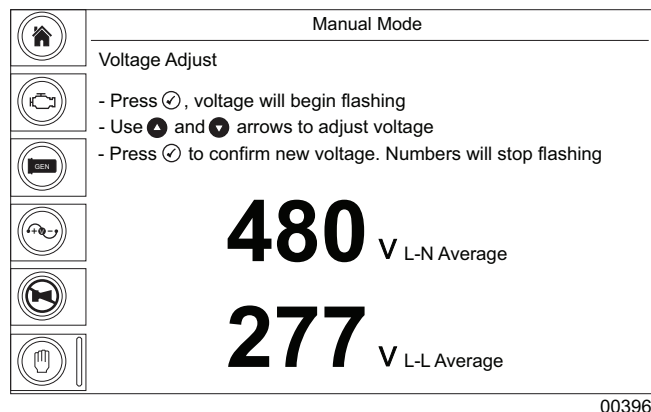 Manual Mode
Voltage Adjust
- Press ✓, voltage will begin flashing
- Use ▲ and ▼ arrows to adjust voltage
- Press ✓ to confirm new voltage. Numbers will stop flashing
GEN
480 V L-N Average
277 V L-L Average
00396